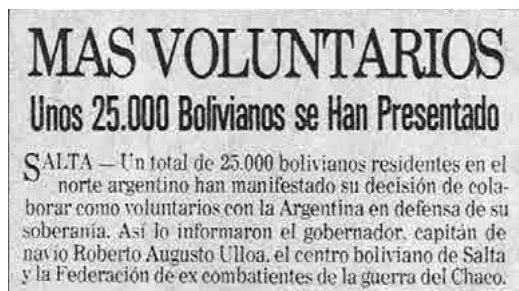 MAS VOLUNTARIOS
Unos 25.000 Bolivianos se Han Presentado
SALTA — Un total de 25.000 bolivianos residentes en el
norte argentino han manifestado su decisión de cola-
borar como voluntarios con la Argentina en defensa de su
soberanía. Así lo informaron el gobernador, capitán de
navío Roberto Augusto Ulloa, el centro boliviano de Salta
y la Federación de ex combatientes de la guerra del Chaco.